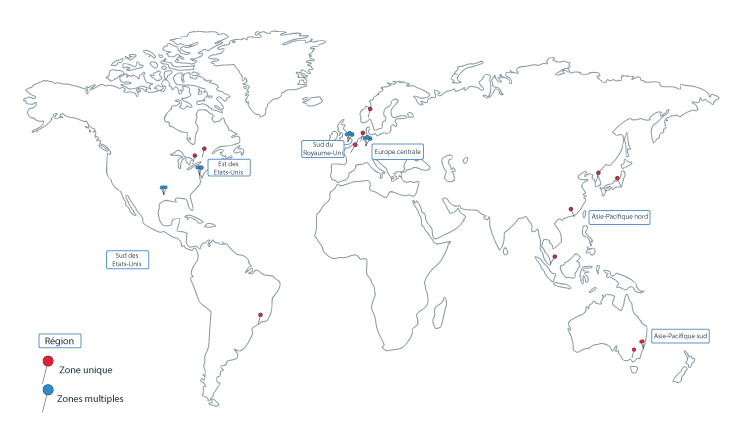 Sud du
Royaume-Uni
Europe centrale
Est des
Etats-Unis
Asie-Pacifique nord
Sud des
Etats-Unis
Asie-Pacifique sud
Région
Zone unique
Zones multiples